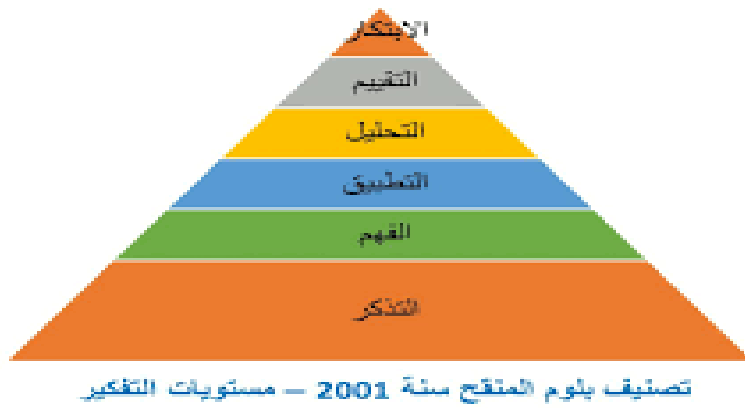 الابتكار
التقييم
التحليل
التطبيق
الفهم
التذكر
تصنيف بلوم المنقح سنة 2001 – مستويات التفكير